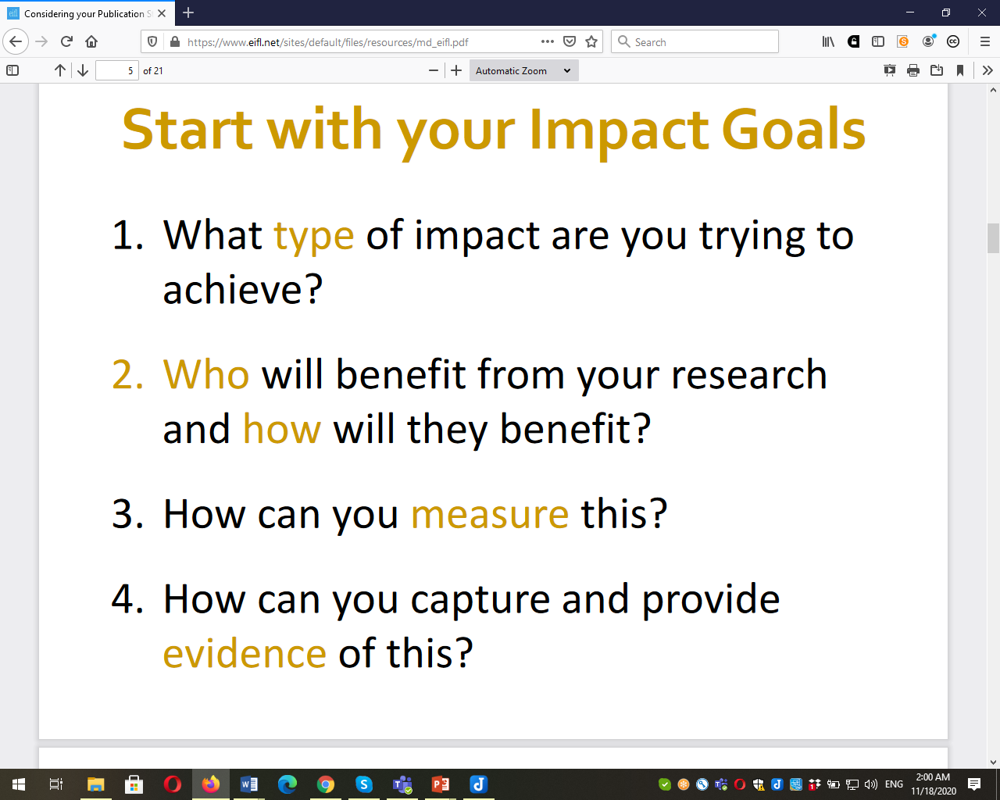 Considering your Publication S
https://www.eifl.net/sites/default/files/resources/md_eifl.pdf
Search
5 of 21
Automatic Zoom
Start with your Impact Goals
1. What type of impact are you trying to
achieve?
2. Who will benefit from your research
and how will they benefit?
3. How can you measure this?
4. How can you capture and provide
evidence of this?
ENG
2:00 AM
11/18/2020